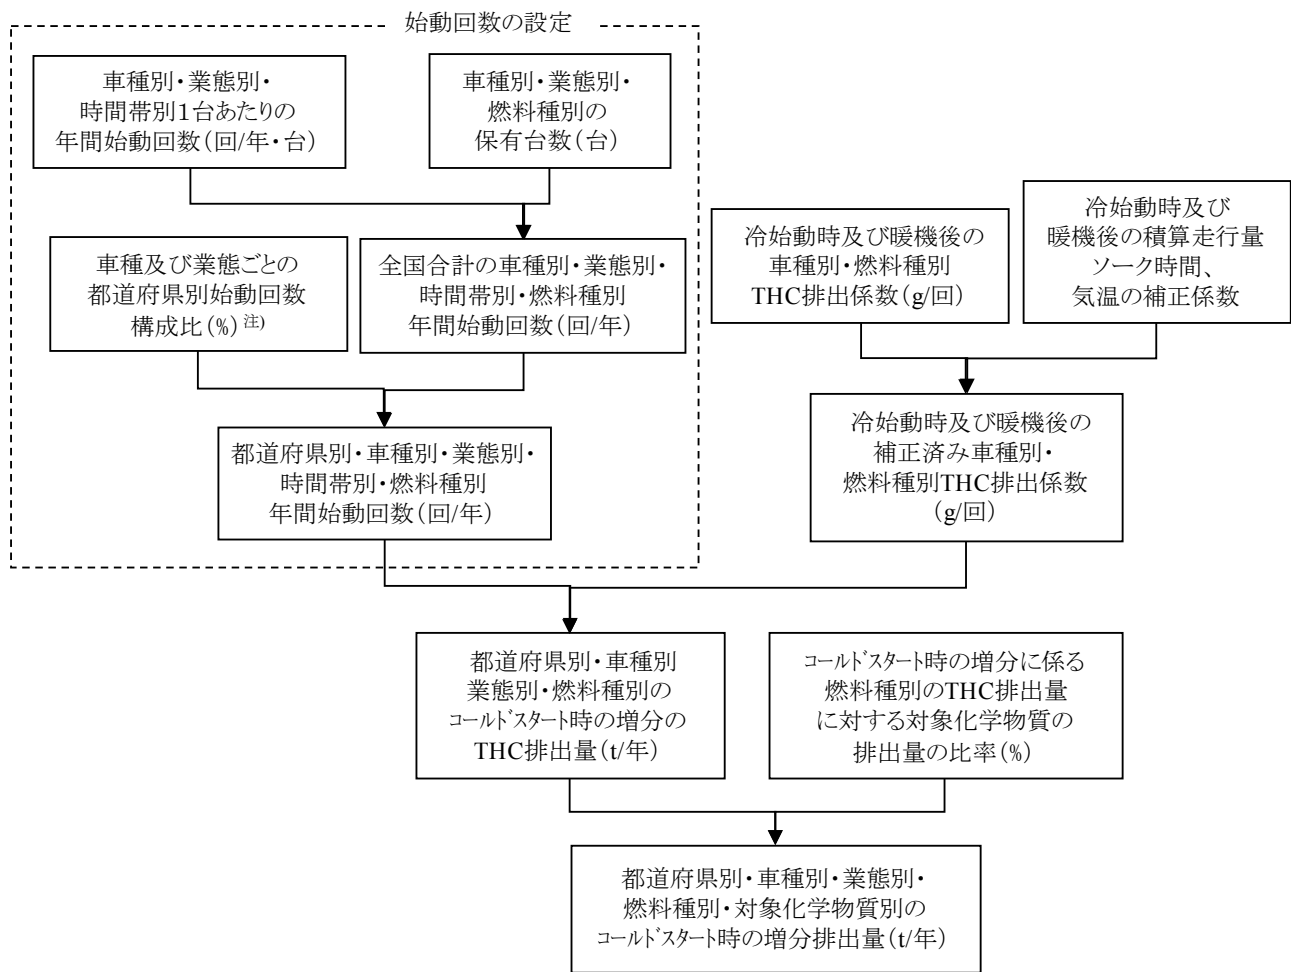 始動回数の設定
車種別・業態別・
時間帯別1台あたりの
年間始動回数(回/年・台)
車種別・業態別・
燃料種別の
保有台数(台)
車種及び業態ごとの
都道府県別始動回数
構成比(%)注)
全国合計の車種別・業態別・
時間帯別・燃料種別
年間始動回数(回/年)
冷始動時及び暖機後の
車種別・燃料種別
THC排出係数(g/回)
冷始動時及び
暖機後の積算走行量
ソーク時間、
気温の補正係数
都道府県別・車種別・業態別・
時間帯別・燃料種別
年間始動回数(回/年)
冷始動時及び暖機後の
補正済み車種別・
燃料種別THC排出係数
(g/回)
都道府県別・車種別
業態別・燃料種別の
コールドスタート時の増分の
THC排出量(t/年)
コールドスタート時の増分に係る
燃料種別のTHC排出量
に対する対象化学物質の
排出量の比率(%)
都道府県別・車種別・業態別・
燃料種別・対象化学物質別の
コールドスタート時の増分排出量(t/年)